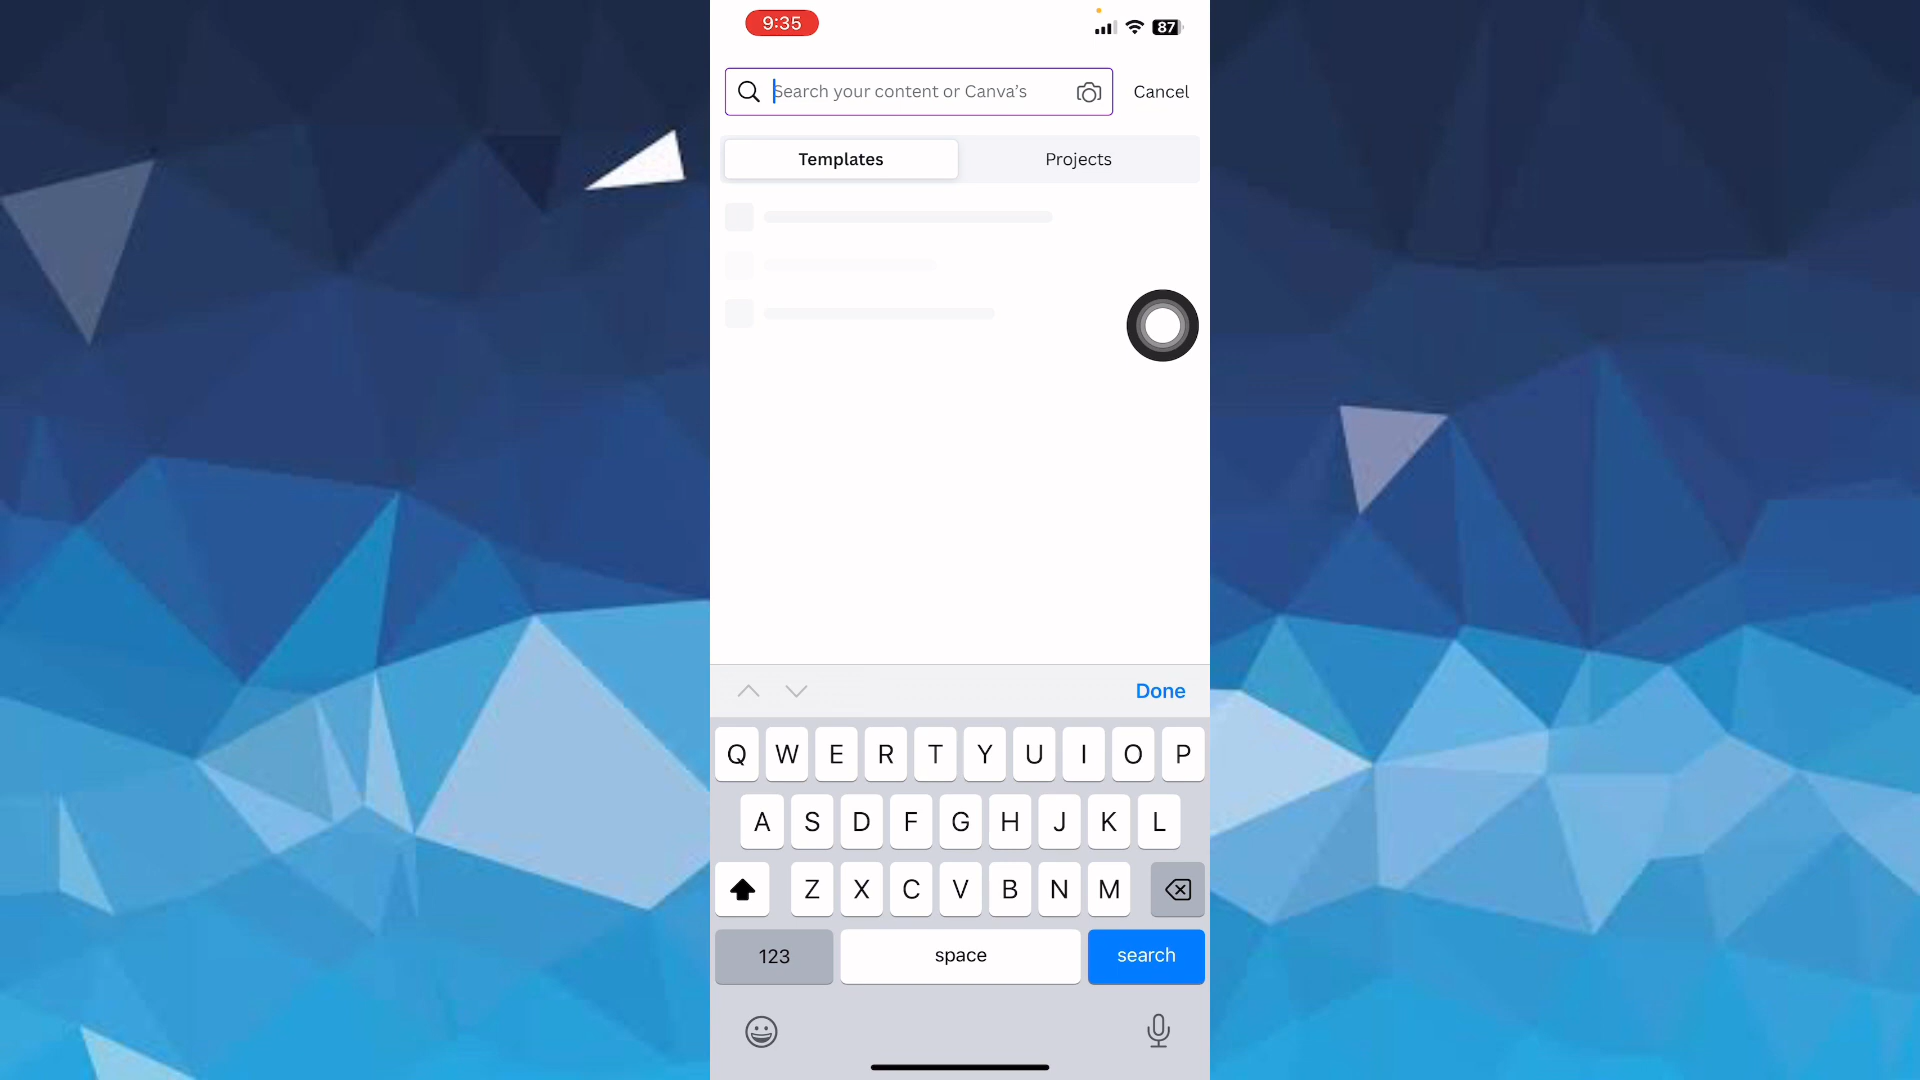 9:35
87
Search your content or Canva's
Cancel
Templates
Projects
Done
Q W E R T Y U I O P
A S D F G H J K L
Z X C V B N M
123
space
search